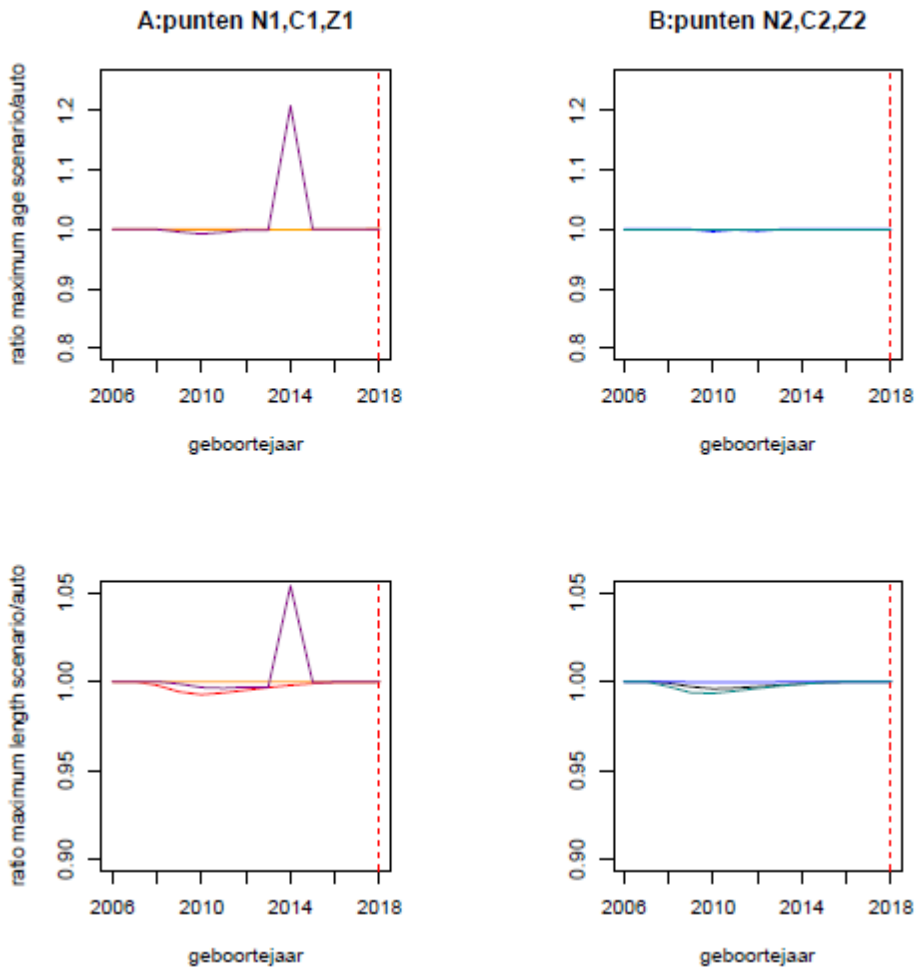 A:punten N1,C1,Z1
B:punten N2,C2,Z2
ratio maximum age scenario/auto
1.2
1.1
1.0
0.9
0.8
2006 2010 2014 2018
geboortejaar
1.2
1.1
1.0
0.9
0.8
2006 2010 2014 2018
geboortejaar
ratio maximum length scenario/auto
1.05
1.00
0.95
0.90
2006 2010 2014 2018
geboortejaar
1.05
1.00
0.95
0.90
2006 2010 2014 2018
geboortejaar